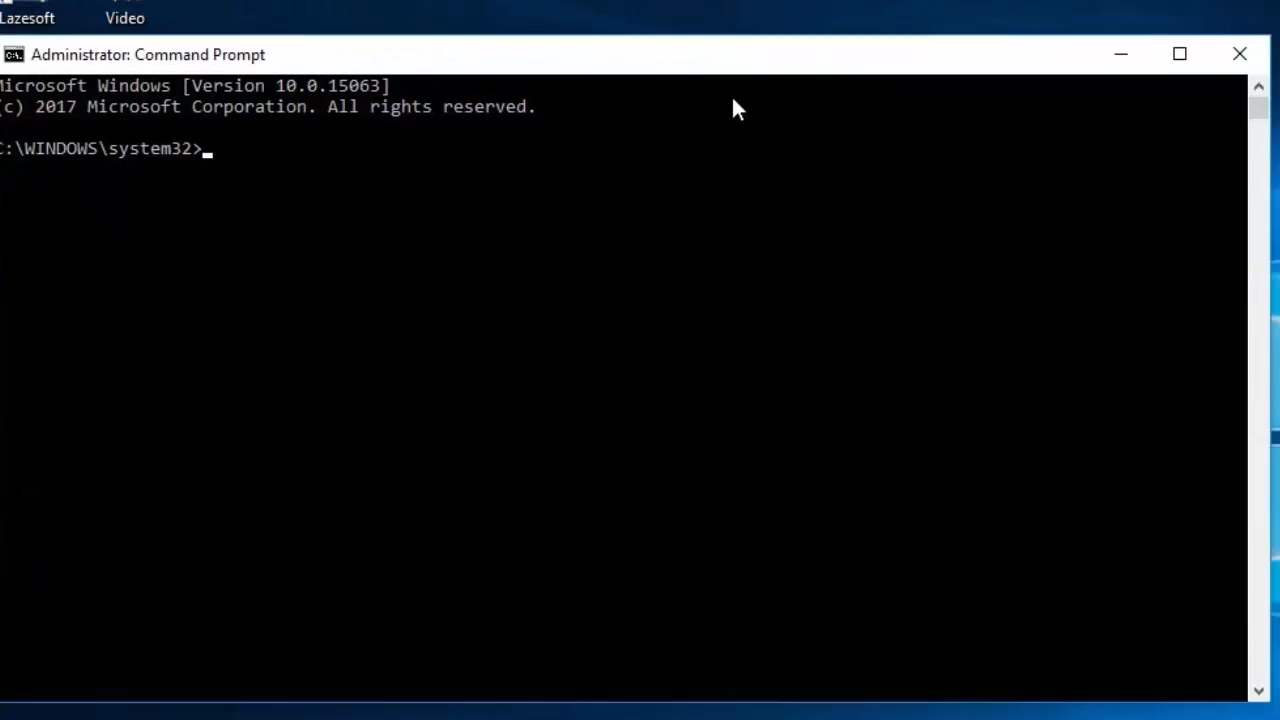 Lazesoft Video
Administrator: Command Prompt
Microsoft Windows [Version 10.0.15063]
(c) 2017 Microsoft Corporation. All rights reserved.
C:\WINDOWS\system32>